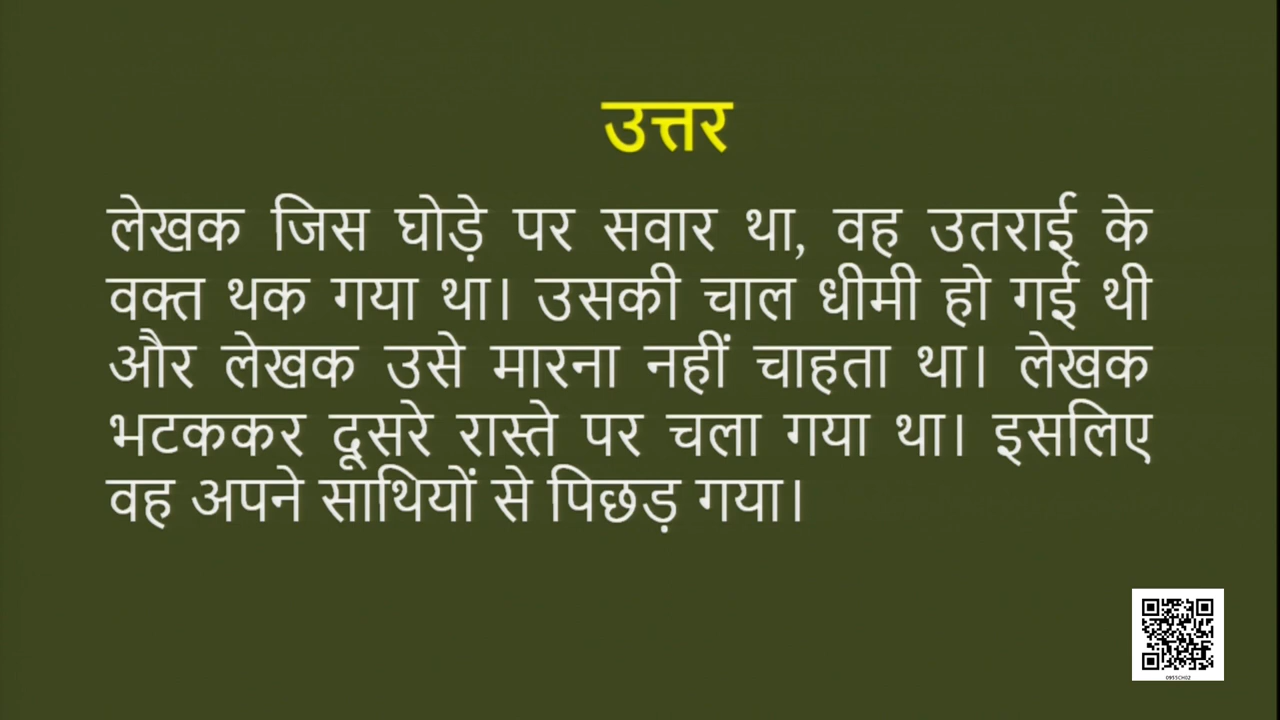 उत्तर
लेखक जिस घोड़े पर सवार था, वह उतराई के
वक्त थक गया था। उसकी चाल धीमी हो गई थी
और लेखक उसे मारना नहीं चाहता था। लेखक
भटककर दूसरे रास्ते पर चला गया था। इसलिए
वह अपने साथियों से पिछड़ गया।
0955CH02